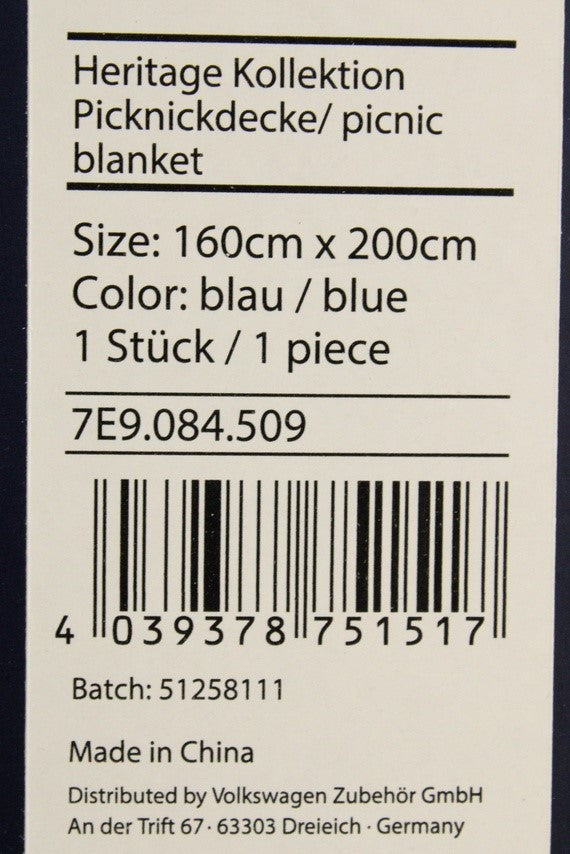 Heritage Kollektion
Picknickdecke/ picnic
blanket
Size: 160cm x 200cm
Color: blau / blue
1 Stück / 1 piece
7E9.084.509
4 039378 751517
Batch: 51258111
Made in China
Distributed by Volkswagen Zubehör GmbH
An der Trift 67 · 63303 Dreieich · Germany